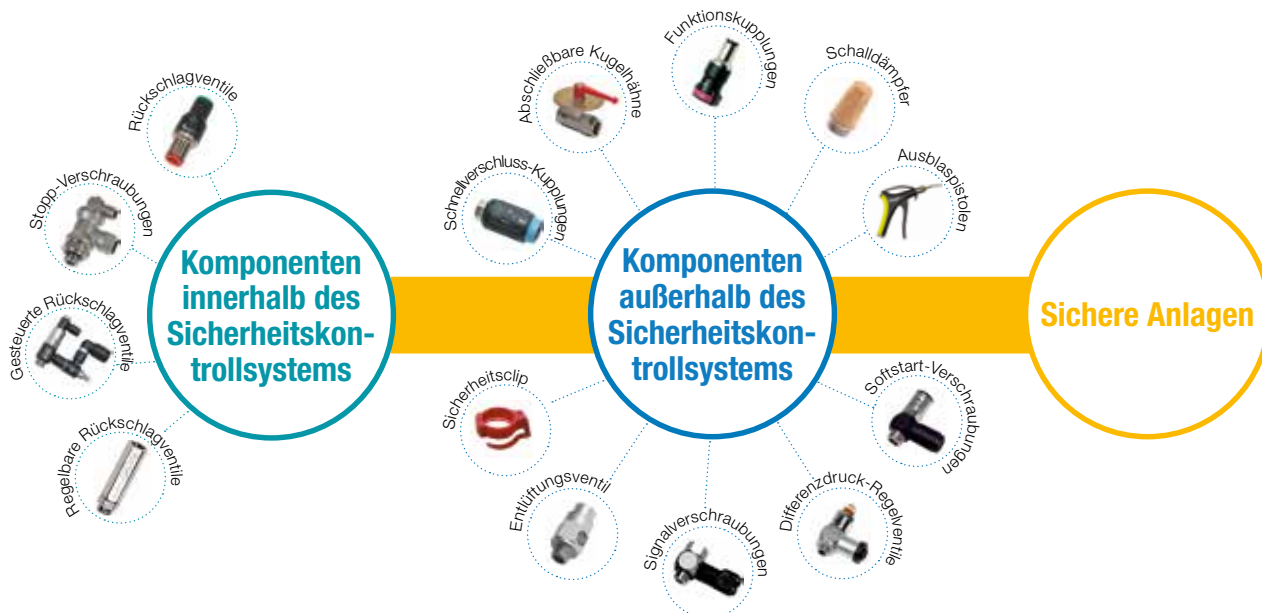 Rückschlagventile
Stopp-Verschraubungen
Gesteuerte Rückschlagventile
Regelbare Rückschlagventile
Komponenten
innerhalb des
Sicherheitskon-
trollsystems
Schnellverschluss-Kupplungen
Abschließbare Kugelhähne
Funktionskupplungen
Schalldämpfer
Ausblaspistolen
Komponenten
außerhalb des
Sicherheitskon-
trollsystems
Sicherheitsclip
Entlüftungsventil
Signalverschraubungen
Differenzdruck-Regelventile
Softstart-Verschraubungen
Sichere Anlagen